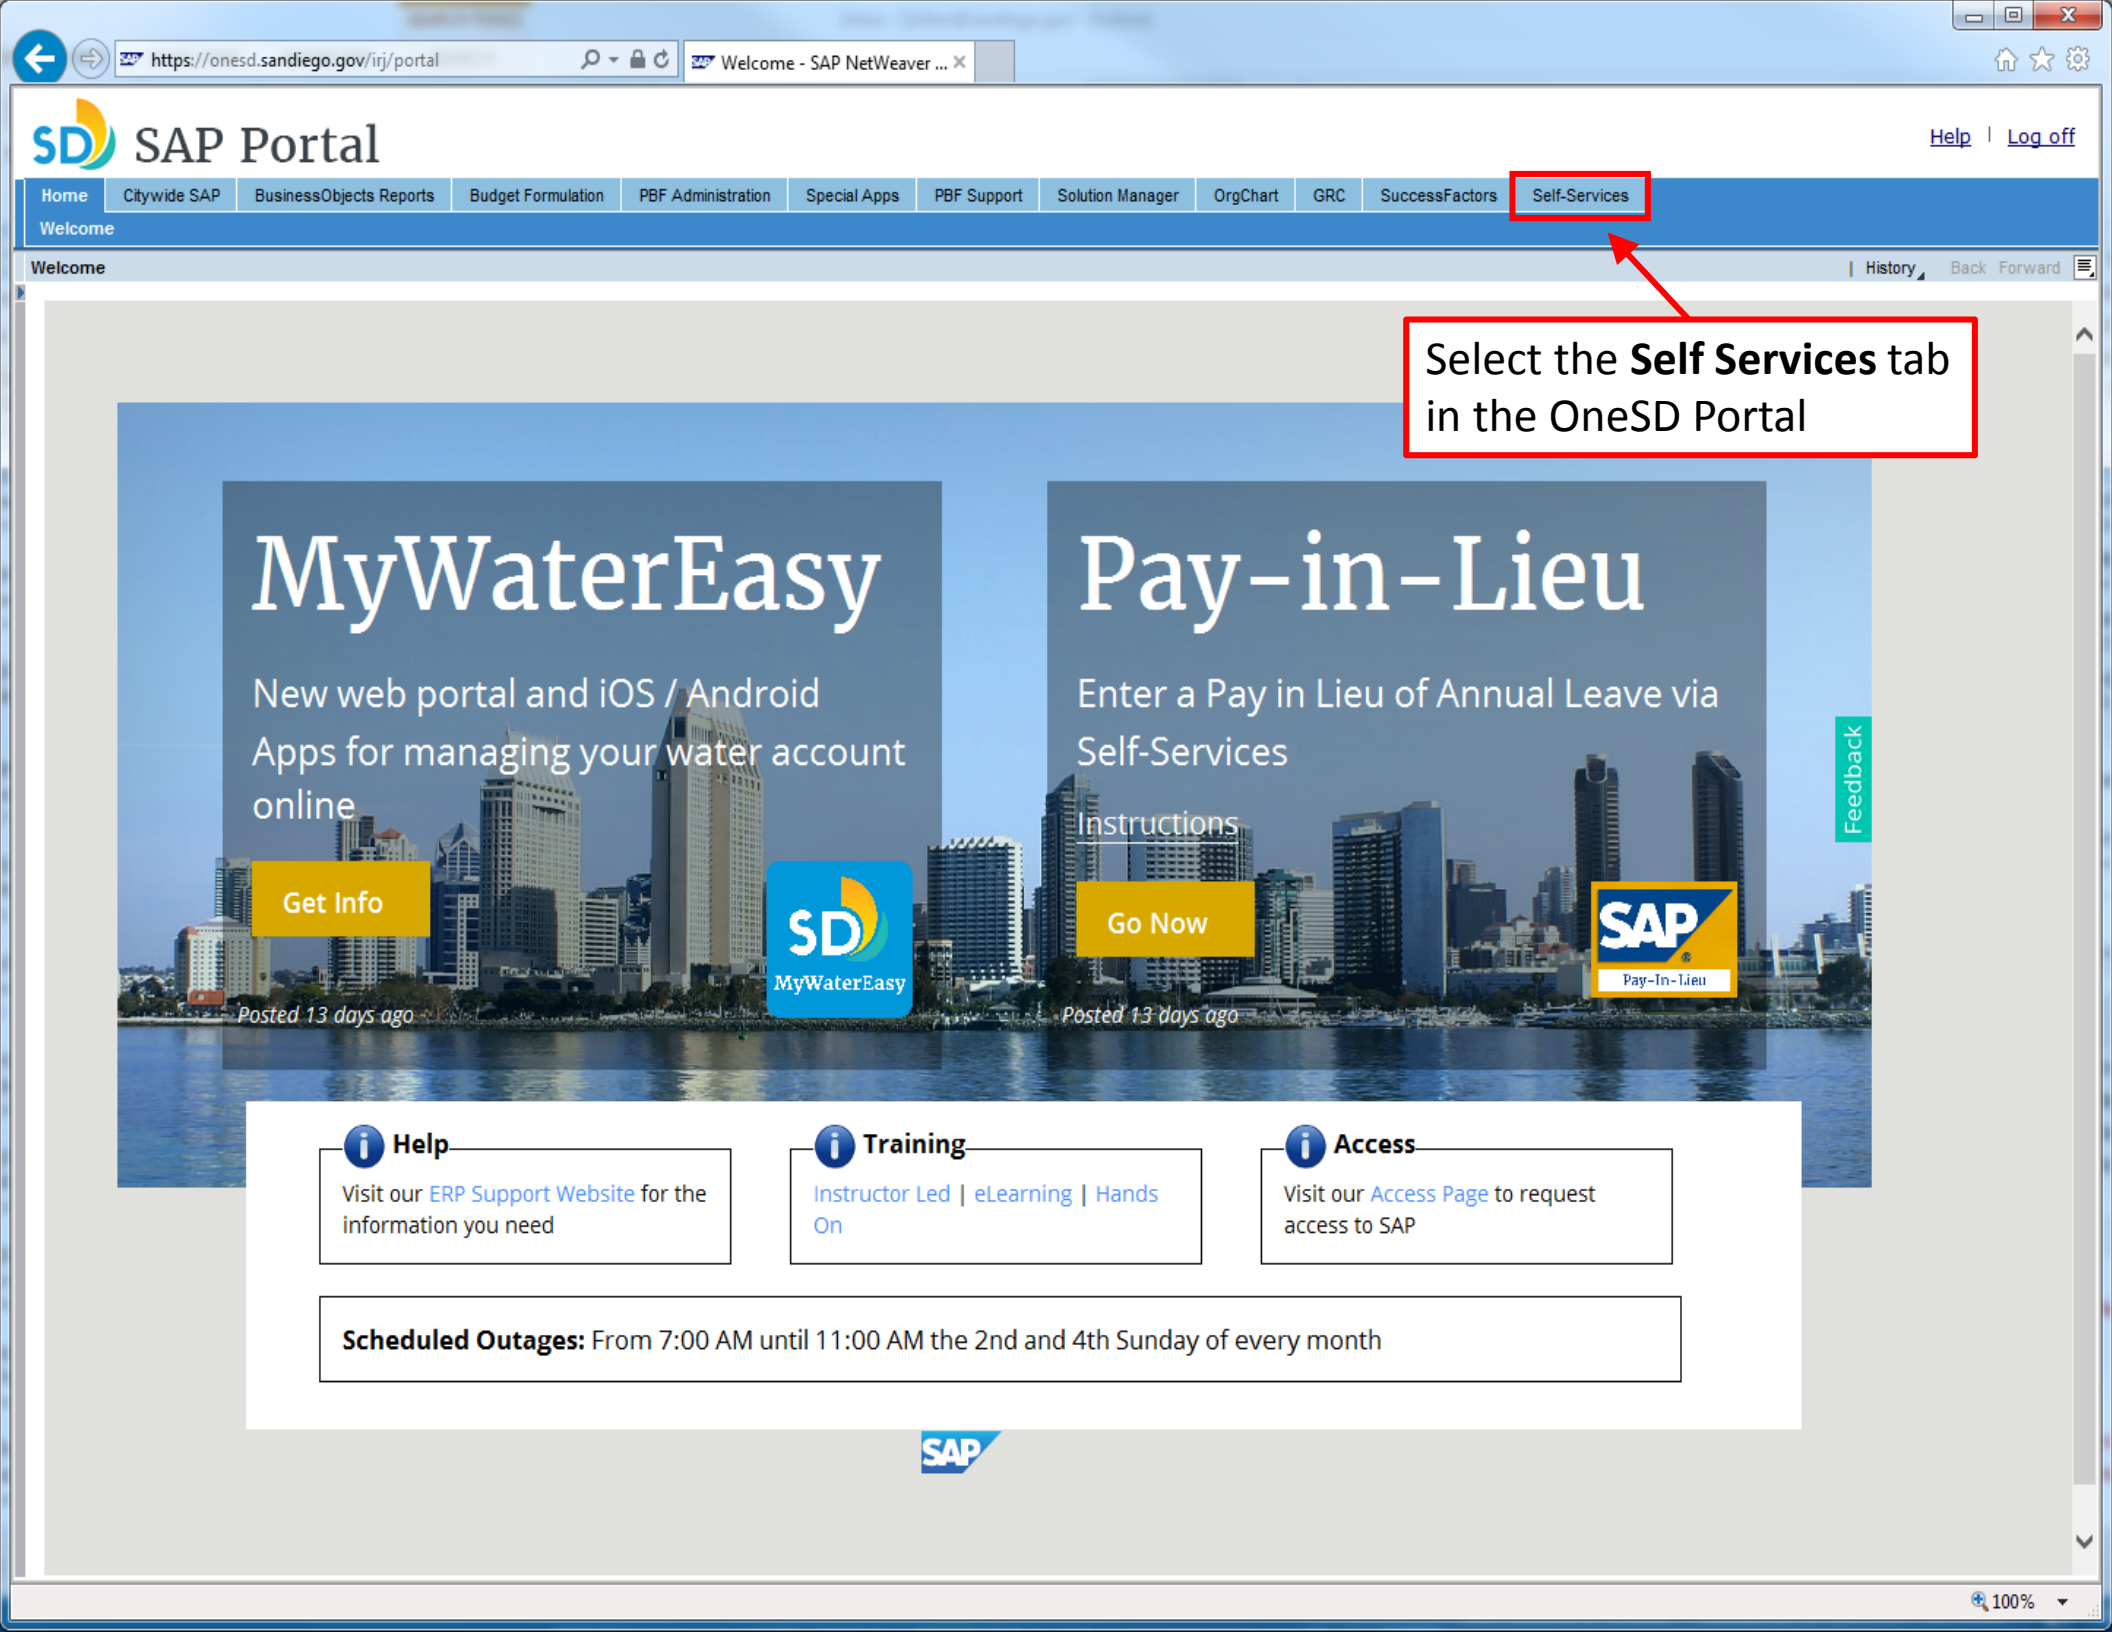 https://onesd.sandiego.gov/irj/portal
SAP Welcome - SAP NetWeaver ...
SD SAP Portal
Help | Log off
Home Citywide SAP BusinessObjects Reports Budget Formulation PBF Administration Special Apps PBF Support Solution Manager OrgChart GRC SuccessFactors Self-Services
Welcome
Welcome
| History Back Forward
Select the Self Services tab
in the OneSD Portal
MyWaterEasy
New web portal and iOS / Android
Apps for managing your water account
online
Get Info
SD
MyWaterEasy
Posted 13 days ago
Pay-in-Lieu
Enter a Pay in Lieu of Annual Leave via
Self-Services
Instructions
Go Now
SAP
®
Pay-In-Lieu
Posted 13 days ago
Feedback
Help
Visit our ERP Support Website for the
information you need
Training
Instructor Led | eLearning | Hands
On
Access
Visit our Access Page to request
access to SAP
Scheduled Outages: From 7:00 AM until 11:00 AM the 2nd and 4th Sunday of every month
SAP
100%